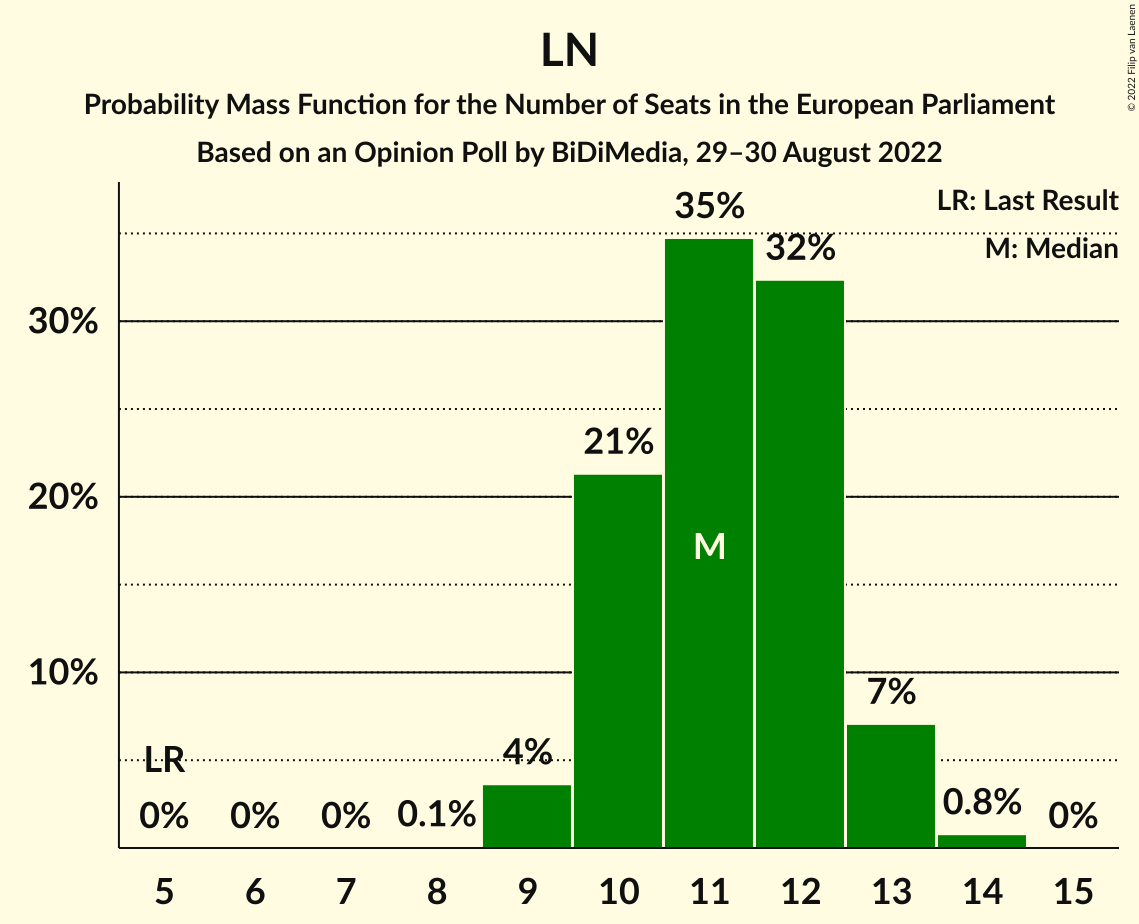 LN
Probability Mass Function for the Number of Seats in the European Parliament
Based on an Opinion Poll by BiDiMedia, 29–30 August 2022
© 2022 Filip van Laenen
LR: Last Result
M: Median
35%
32%
30%
21%
20%
M
10%
7%
4%
LR
0%
0%
0%
0.1%
0.8%
0%
5 6 7 8 9 10 11 12 13 14 15